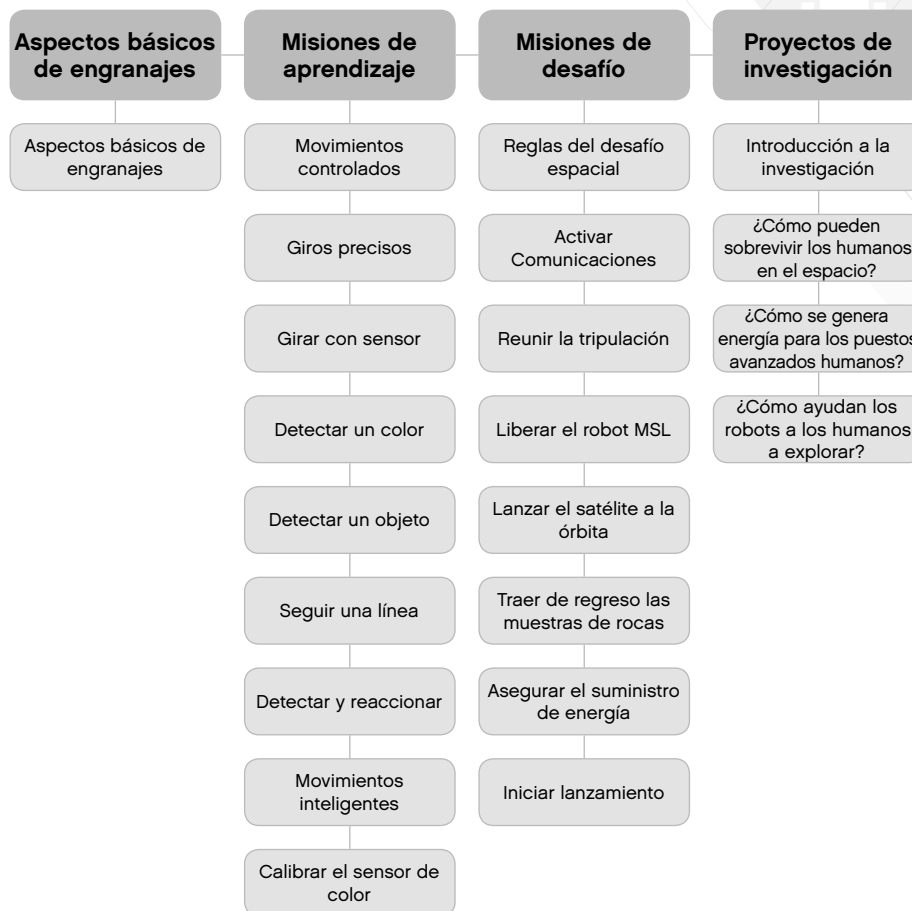 Aspectos básicos
de engranajes
Aspectos básicos de
engranajes
Misiones de
aprendizaje
Movimientos
controlados
Giros precisos
Girar con sensor
Detectar un color
Detectar un objeto
Seguir una línea
Detectar y reaccionar
Movimientos
inteligentes
Calibrar el sensor de
color
Misiones de
desafío
Reglas del desafío
espacial
Activar
Comunicaciones
Reunir la tripulación
Liberar el robot MSL
Lanzar el satélite a la
órbita
Traer de regreso las
muestras de rocas
Asegurar el suministro
de energía
Iniciar lanzamiento
Proyectos de
investigación
Introducción a la
investigación
¿Cómo pueden
sobrevivir los humanos
en el espacio?
¿Cómo se genera
energía para los puestos
avanzados humanos?
¿Cómo ayudan los
robots a los humanos
a explorar?